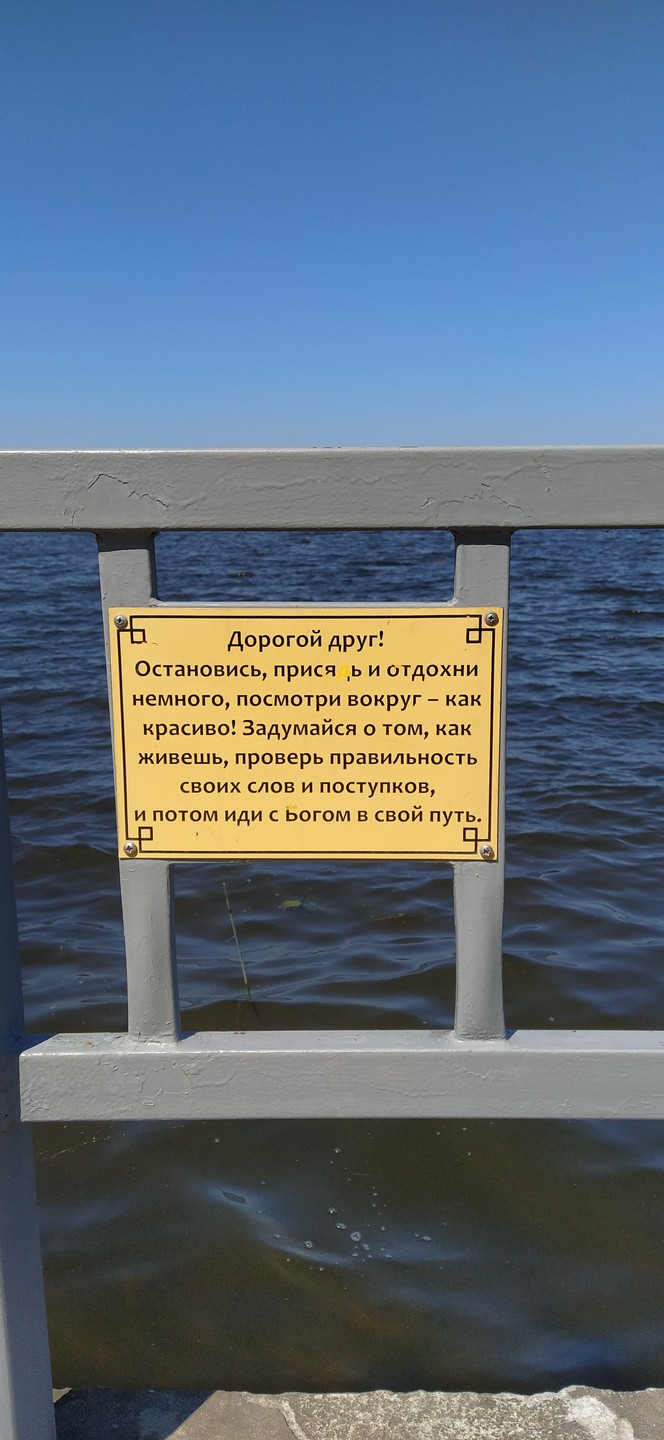 Дорогой друг!
Остановись, присядь и отдохни
немного, посмотри вокруг – как
красиво! Задумайся о том, как
живешь, проверь правильность
своих слов и поступков,
и потом иди с Богом в свой путь.